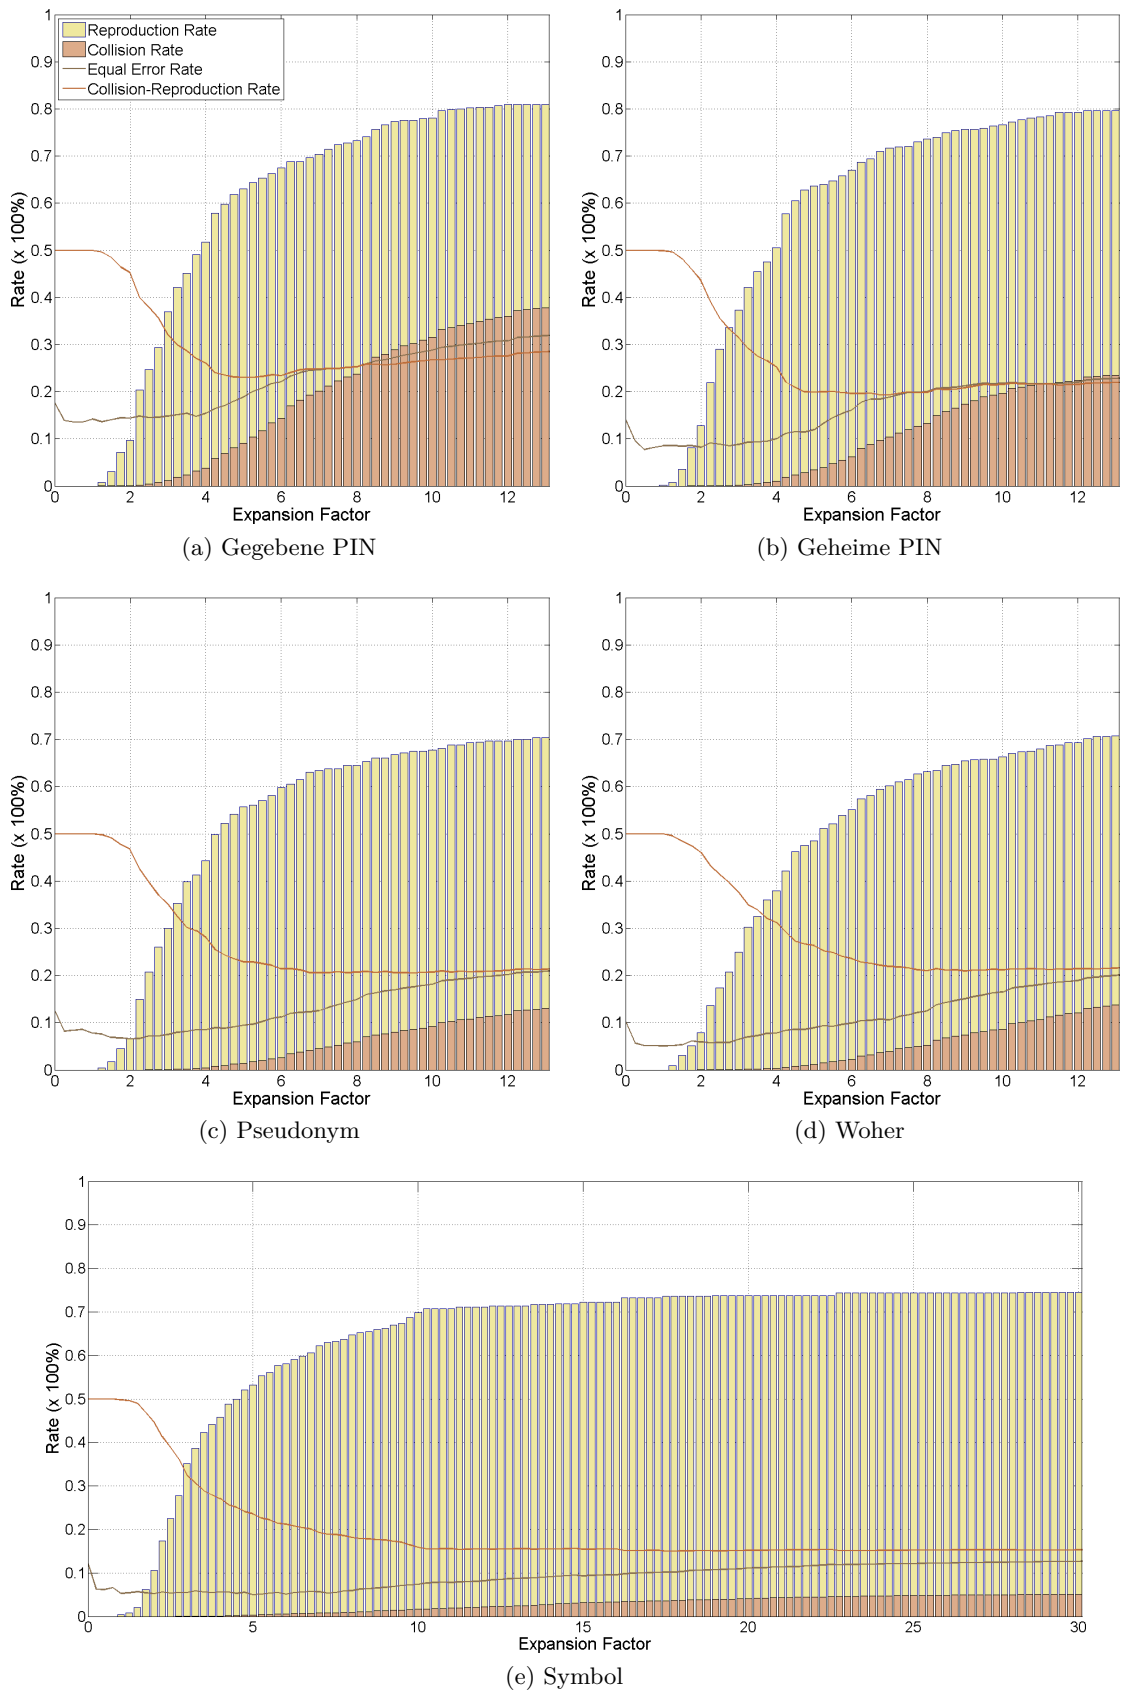 1
0.9
0.8
0.7
0.6
0.5
0.4
0.3
0.2
0.1
0
Rate (x 100%)
Reproduction Rate
Collision Rate
Equal Error Rate
Collision-Reproduction Rate
0 2 4 6 8 10 12
Expansion Factor
(a) Gegebene PIN
1
0.9
0.8
0.7
0.6
0.5
0.4
0.3
0.2
0.1
0
Rate (x 100%)
0 2 4 6 8 10 12
Expansion Factor
(b) Geheime PIN
1
0.9
0.8
0.7
0.6
0.5
0.4
0.3
0.2
0.1
0
Rate (x 100%)
0 2 4 6 8 10 12
Expansion Factor
(c) Pseudonym
1
0.9
0.8
0.7
0.6
0.5
0.4
0.3
0.2
0.1
0
Rate (x 100%)
0 2 4 6 8 10 12
Expansion Factor
(d) Woher
1
0.9
0.8
0.7
0.6
0.5
0.4
0.3
0.2
0.1
0
Rate (x 100%)
0 5 10 15 20 25 30
Expansion Factor
(e) Symbol